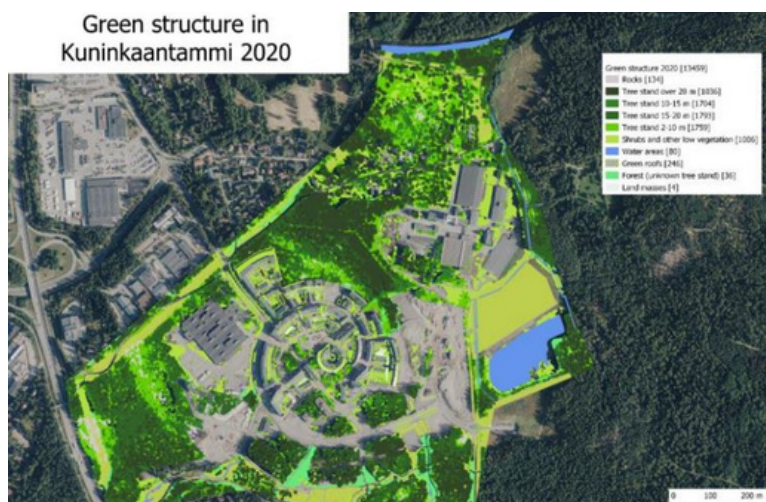 Green structure in
Kuninkaantammi 2020
Green structure 2020 [13459]
Rocks [134]
Tree stand over 20 m [1836]
Tree stand 10-15 m [1704]
Tree stand 15-20 m [1793]
Tree stand 2-10 m [1759]
Shrubs and other low vegetation [1006]
Water areas [80]
Green roofs [246]
Forest (unknown tree stand) [36]
Land masses [4]
0 100 200 m